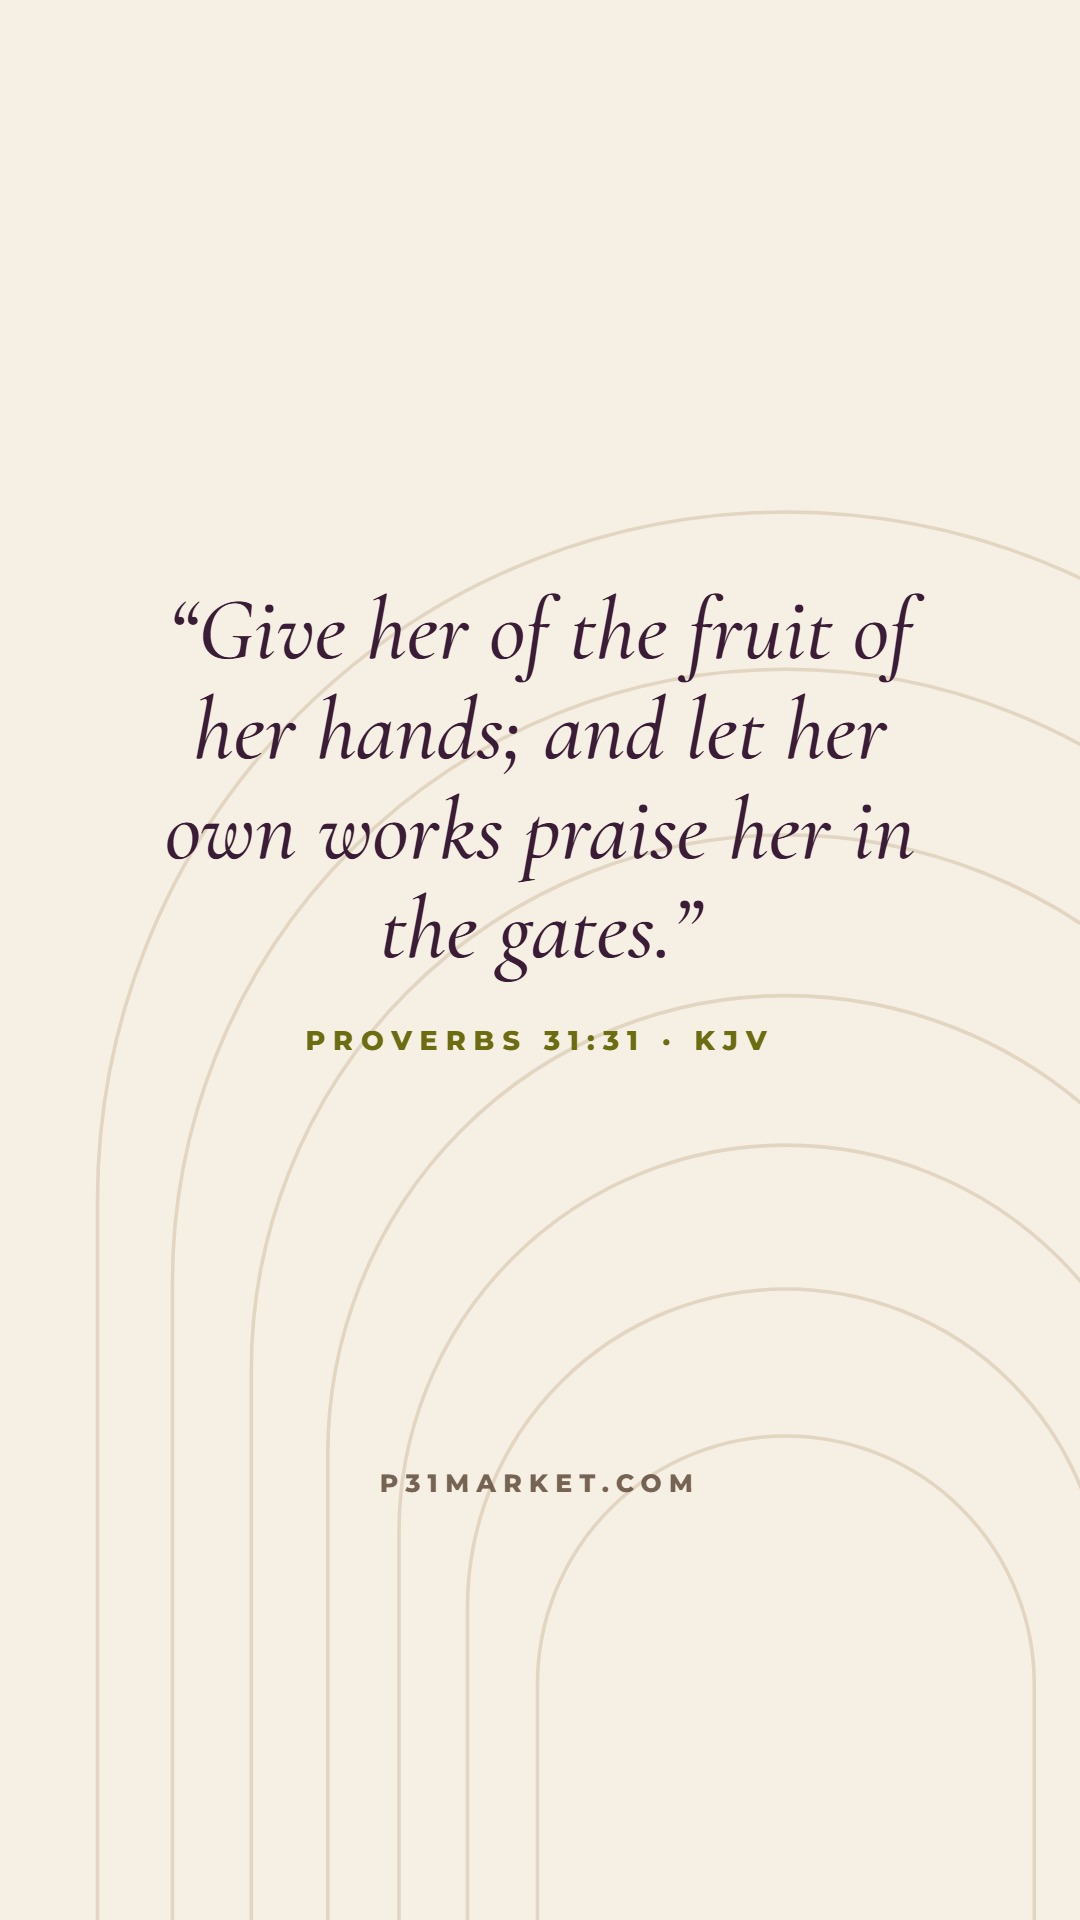 “Give her of the fruit of
her hands; and let her
own works praise her in
the gates.”
PROVERBS 31:31 · KJV
P31MARKET.COM